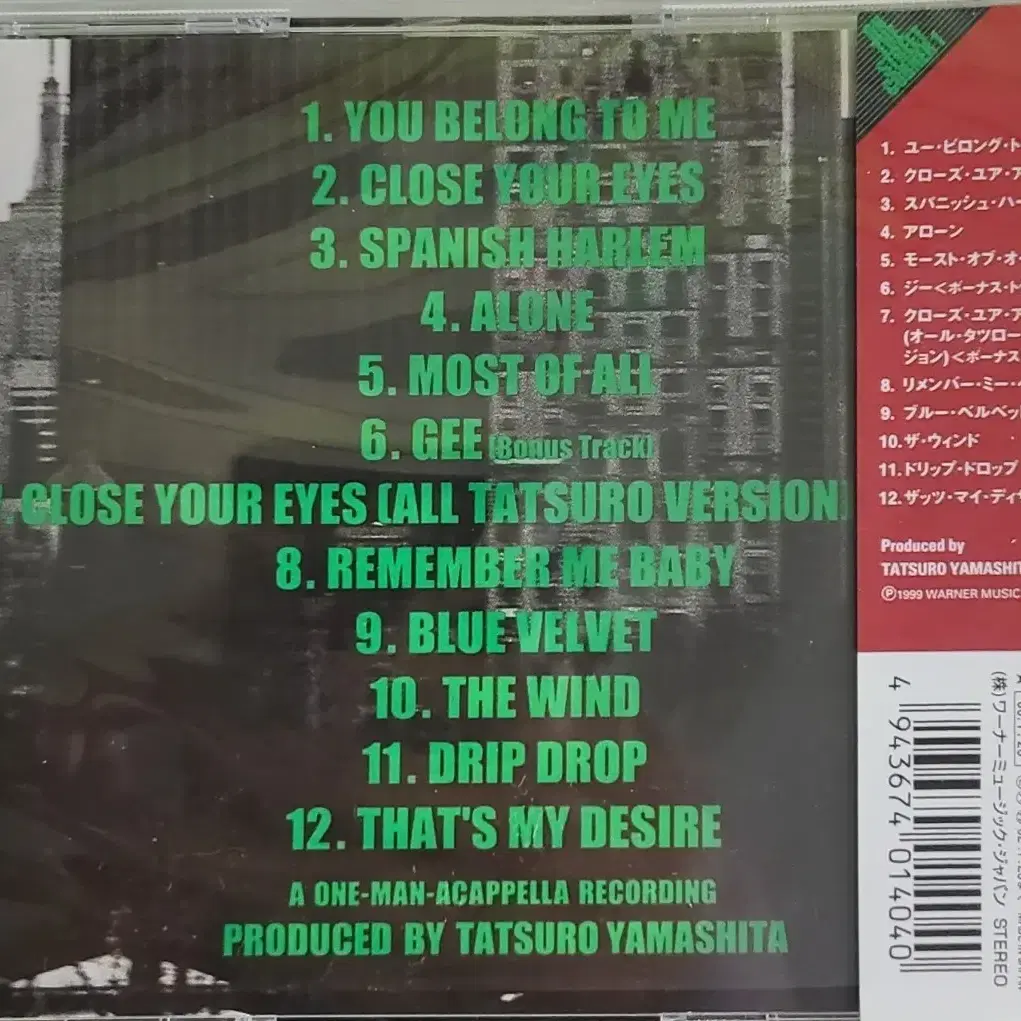 1. YOU BELONG TO ME
2. CLOSE YOUR EYES
3. SPANISH HARLEM
4. ALONE
5. MOST OF ALL
6. GEE (Bonus Track)
7. CLOSE YOUR EYES (ALL TATSURO VERSION)
8. REMEMBER ME BABY
9. BLUE VELVET
10. THE WIND
11. DRIP DROP
12. THAT'S MY DESIRE
A ONE-MAN-ACAPPELLA RECORDING
PRODUCED BY TATSURO YAMASHITA
1. ユー・ビロング・ト
2. クローズ・ユア・ア
3. スパニッシュ・ハー
4. アローン
5. モースト・オブ・オー
6. ジー<ボーナス・ト
7. クローズ・ユア・ア
(オール・タツロー
ジョン)<ボーナス
8. リメンバー・ミー・
9. ブルー・ベルベッ
10. ザ・ウィンド
11. ドリップ・ドロップ
12. ザッツ・マイ・ディ
Produced by
TATSURO YAMASHIT
Ⓟ1999 WARNER MUSIC
4 943674 014040
(株)ワーナーミュージック・ジャパン STEREO